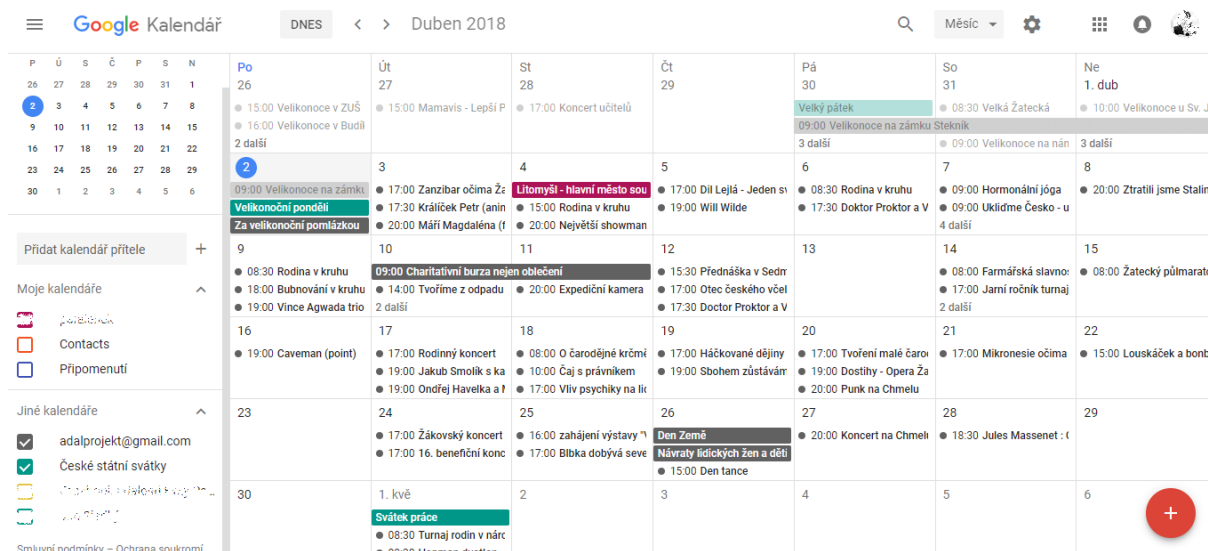 Google Kalendář DNES Duben 2018 Měsíc
P Ú S Č P S N
26 27 28 29 30 31 1
2 3 4 5 6 7 8
9 10 11 12 13 14 15
16 17 18 19 20 21 22
23 24 25 26 27 28 29
30 1 2 3 4 5 6
Přidat kalendář přítele +
Moje kalendáře
Contacts
Připomenutí
Jiné kalendáře
adalprojekt@gmail.com
České státní svátky
Smluvní podmínky – Ochrana soukromí
Po Út St Čt Pá So Ne
26 27 28 29 30 31 1. dub
15:00 Velikonoce v ZUŠ
16:00 Velikonoce v Budíl
2 další
15:00 Mamavis - Lepší P
17:00 Koncert učitelů
Velký pátek
09:00 Velikonoce na zámku Stekník
3 další
08:30 Velká Žatecká
09:00 Velikonoce na nám
10:00 Velikonoce u Sv. J
3 další
2 3 4 5 6 7 8
09:00 Velikonoce na zámku
Velikonoční pondělí
Za velikonoční pomlázkou
17:00 Zanzibar očima Ža
17:30 Králíček Petr (anim
20:00 Máří Magdaléna (f
Litomyšl - hlavní město sou
15:00 Rodina v kruhu
20:00 Největší showman
17:00 Dil Lejlá - Jeden sv
19:00 Will Wilde
08:30 Rodina v kruhu
17:30 Doktor Proktor a V
09:00 Hormonální jóga
09:00 Ukliďme Česko - u
4 další
20:00 Ztratili jsme Stalin
9 10 11 12 13 14 15
08:30 Rodina v kruhu
18:00 Bubnování v kruhu
19:00 Vince Agwada trio
09:00 Charitativní burza nejen oblečení
14:00 Tvoříme z odpadu
2 další
20:00 Expediční kamera
15:30 Přednáška v Sedm
17:00 Otec českého včel
17:30 Doctor Proktor a V
08:00 Farmářská slavnos
17:00 Jarní ročník turnaj
2 další
08:00 Žatecký půlmarato
16 17 18 19 20 21 22
19:00 Caveman (point)
17:00 Rodinný koncert
19:00 Jakub Smolík s ka
19:00 Ondřej Havelka a M
08:00 O čarodějné krčmě
10:00 Čaj s právníkem
17:00 Vliv psychiky na lid
17:00 Háčkované dějiny
19:00 Sbohem zůstávám
17:00 Tvoření malé čaro
19:00 Dostihy - Opera Ža
20:00 Punk na Chmelu
17:00 Mikronesie očima
15:00 Louskáček a bonb
23 24 25 26 27 28 29
17:00 Žákovský koncert
17:00 16. benefiční konc
16:00 zahájení výstavy "V
17:00 Blbka dobývá seve
Den Země
Návraty lidických žen a dětí
15:00 Den tance
20:00 Koncert na Chmelu
18:30 Jules Massenet : (
30 1. kvě 2 3 4 5 6
Svátek práce
08:30 Turnaj rodin v náro